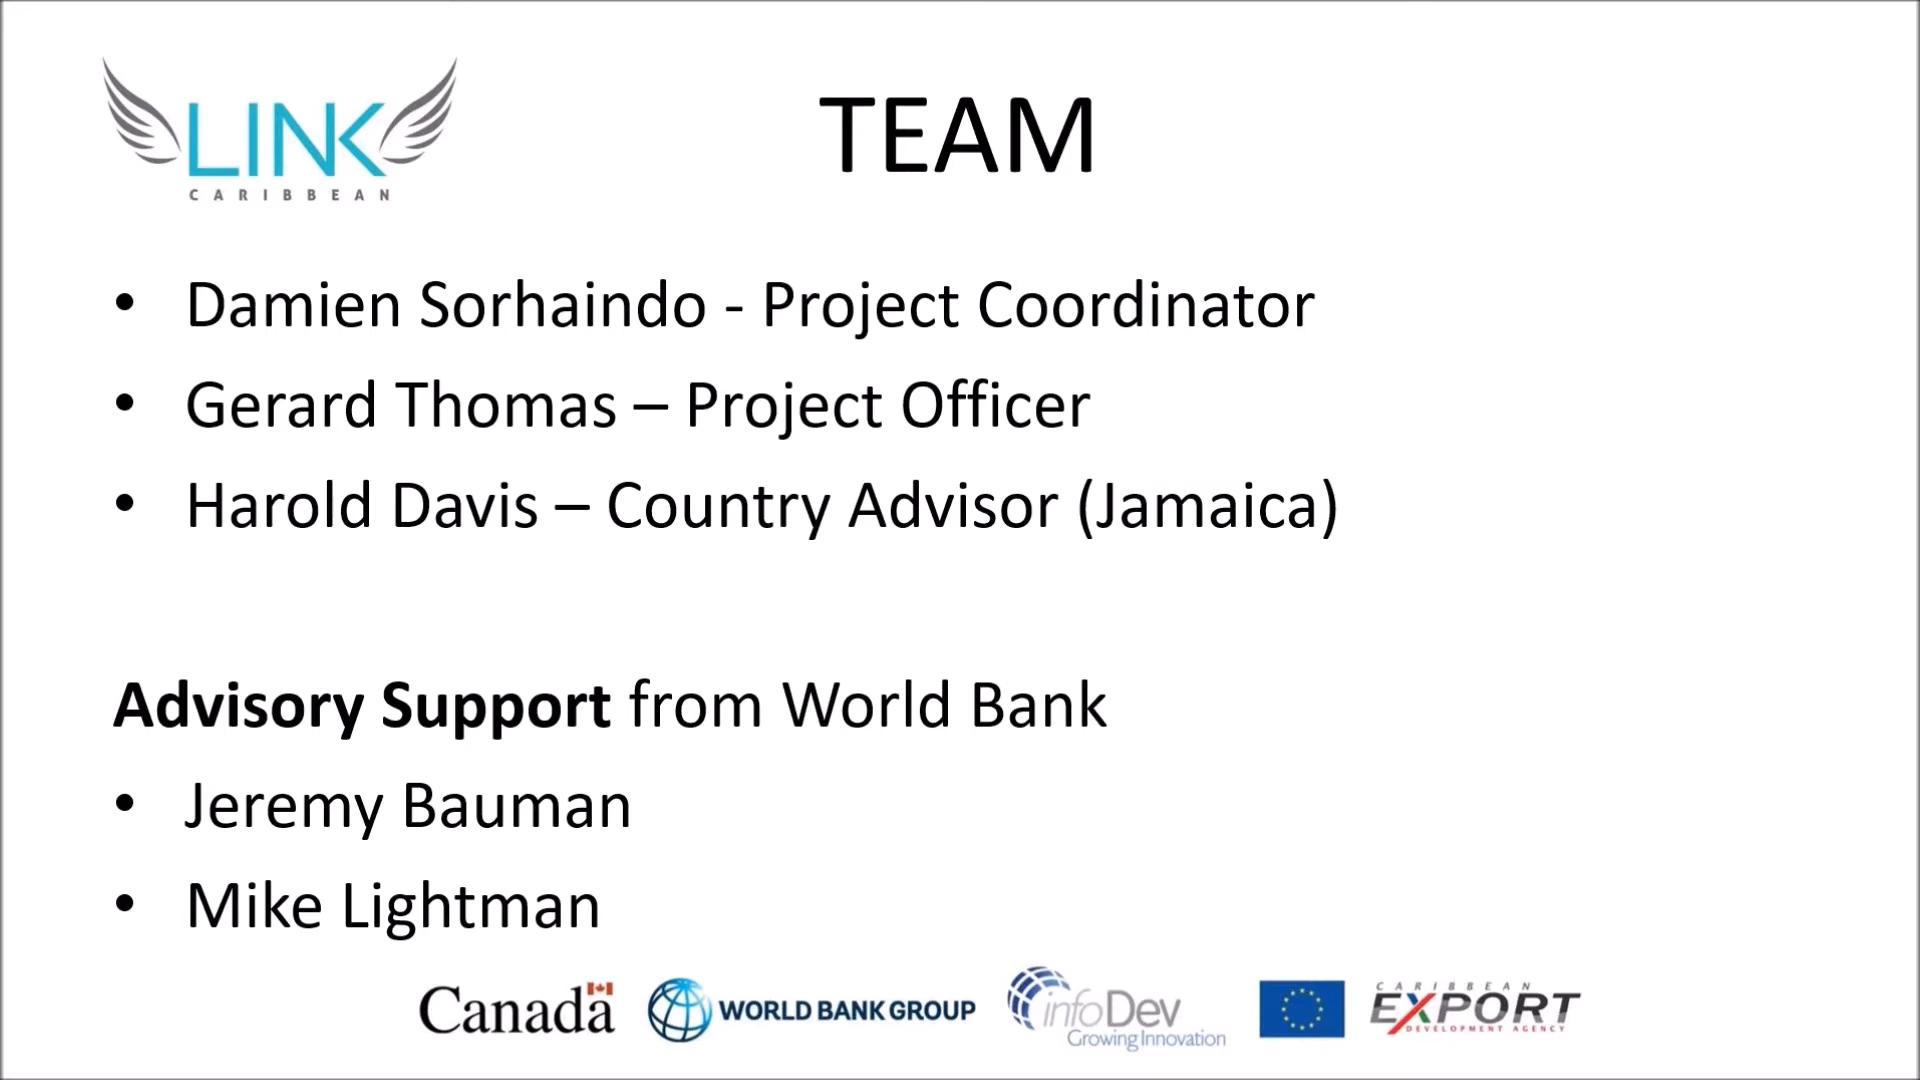 LINK
CARIBBEAN
TEAM
• Damien Sorhaindo - Project Coordinator
• Gerard Thomas – Project Officer
• Harold Davis – Country Advisor (Jamaica)
Advisory Support from World Bank
• Jeremy Bauman
• Mike Lightman
Canada
WORLD BANK GROUP
infoDev
Growing Innovation
CARIBBEAN
EXPORT
DEVELOPMENT AGENCY